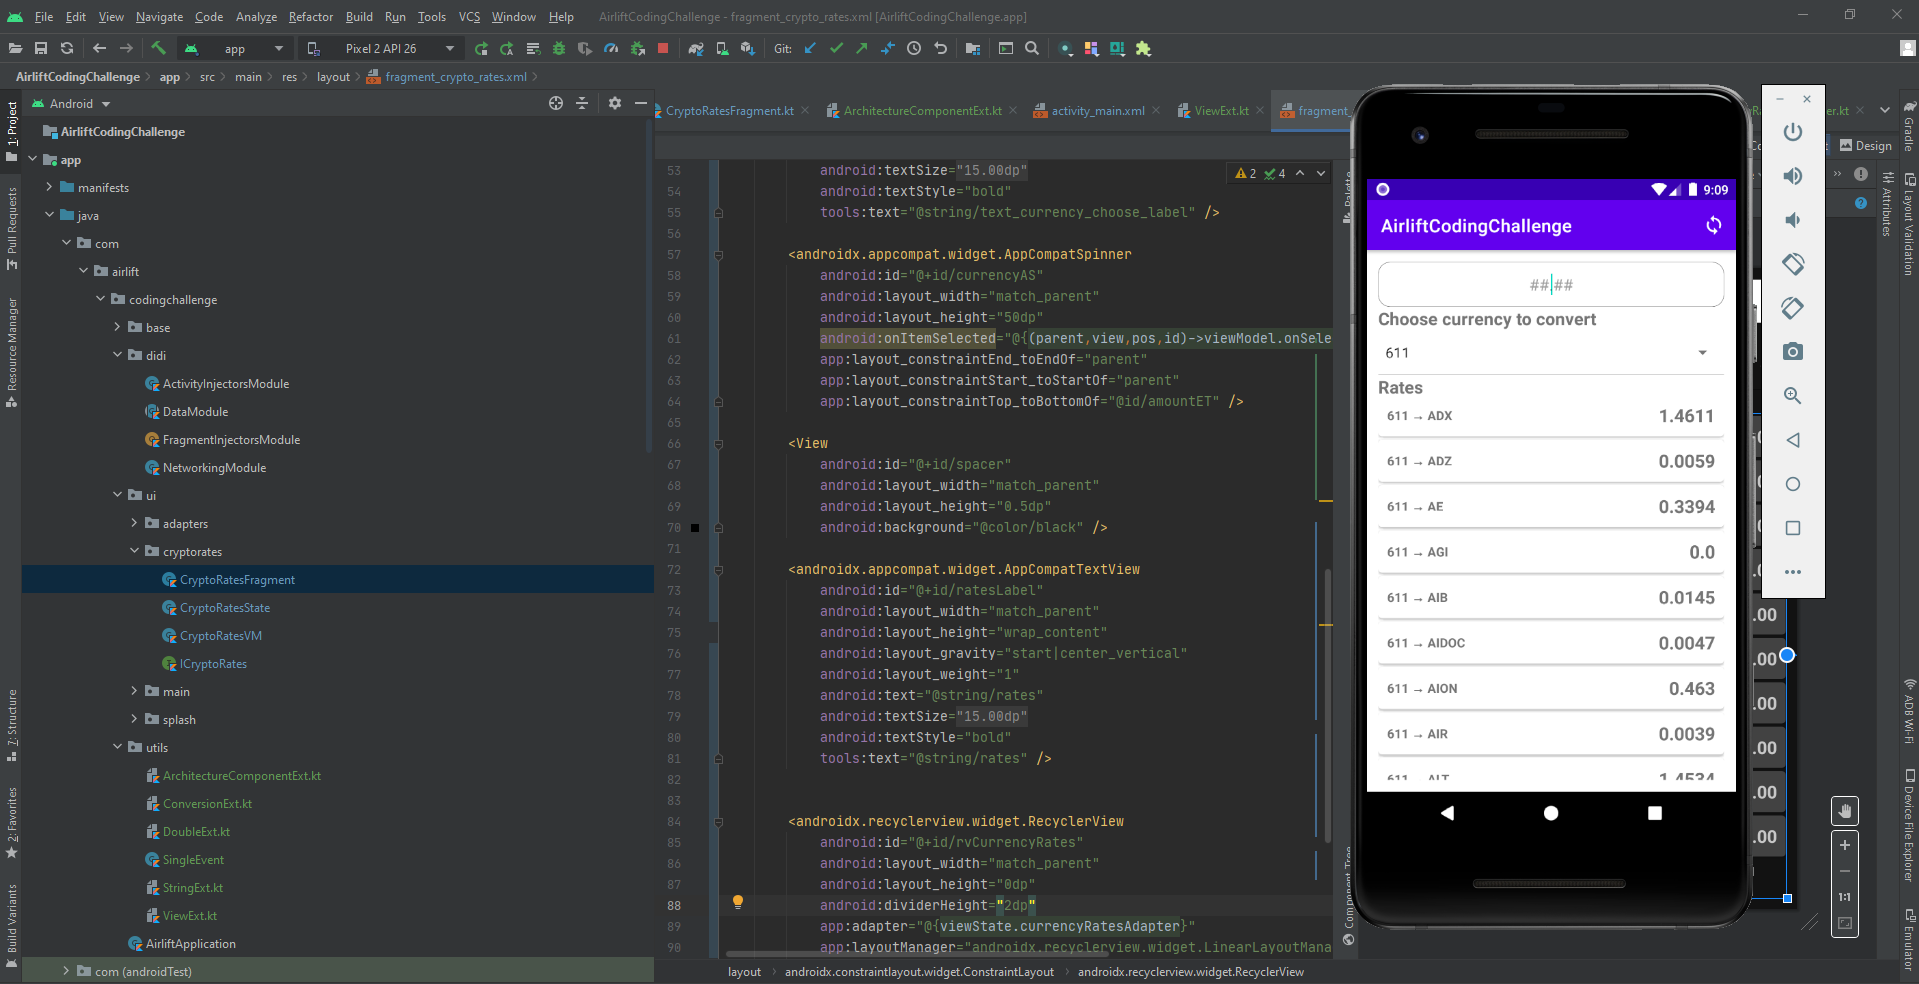 File Edit View Navigate Code Analyze Refactor Build Run Tools VCS Window Help AirliftCodingChallenge - fragment_crypto_rates.xml [AirliftCodingChallenge.app]
app Pixel 2 API 26 Git:
AirliftCodingChallenge app src main res layout fragment_crypto_rates.xml
1: Project
Pull Requests
Resource Manager
7: Structure
2: Favorites
Build Variants
Android
AirliftCodingChallenge
app
manifests
java
com
airlift
codingchallenge
base
didi
ActivityInjectorsModule
DataModule
FragmentInjectorsModule
NetworkingModule
ui
adapters
cryptorates
CryptoRatesFragment
CryptoRatesState
CryptoRatesVM
ICryptoRates
main
splash
utils
ArchitectureComponentExt.kt
ConversionExt.kt
DoubleExt.kt
SingleEvent
StringExt.kt
ViewExt.kt
AirliftApplication
com (androidTest)
CryptoRatesFragment.kt ArchitectureComponentExt.kt activity_main.xml ViewExt.kt fragment_
2 4
53 android:textSize="15.00dp"
54 android:textStyle="bold"
55 tools:text="@string/text_currency_choose_label" />
56
57 <androidx.appcompat.widget.AppCompatSpinner
58 android:id="@+id/currencyAS"
59 android:layout_width="match_parent"
60 android:layout_height="50dp"
61 android:onItemSelected="@{(parent,view,pos,id)->viewModel.onSele
62 app:layout_constraintEnd_toEndOf="parent"
63 app:layout_constraintStart_toStartOf="parent"
64 app:layout_constraintTop_toBottomOf="@id/amountET" />
65
66 <View
67 android:id="@+id/spacer"
68 android:layout_width="match_parent"
69 android:layout_height="0.5dp"
70 android:background="@color/black" />
71
72 <androidx.appcompat.widget.AppCompatTextView
73 android:id="@+id/ratesLabel"
74 android:layout_width="match_parent"
75 android:layout_height="wrap_content"
76 android:layout_gravity="start|center_vertical"
77 android:layout_weight="1"
78 android:text="@string/rates"
79 android:textSize="15.00dp"
80 android:textStyle="bold"
81 tools:text="@string/rates" />
82
83
84 <androidx.recyclerview.widget.RecyclerView
85 android:id="@+id/rvCurrencyRates"
86 android:layout_width="match_parent"
87 android:layout_height="0dp"
88 android:dividerHeight="2dp"
89 app:adapter="@{viewState.currencyRatesAdapter}"
90 app:layoutManager="androidx.recyclerview.widget.LinearLayoutMana
layout androidx.constraintlayout.widget.ConstraintLayout androidx.recyclerview.widget.RecyclerView
Palette
Component Tree
9:09
AirliftCodingChallenge
##.##
Choose currency to convert
611
Rates
611 → ADX 1.4611
611 → ADZ 0.0059
611 → AE 0.3394
611 → AGI 0.0
611 → AIB 0.0145
611 → AIDOC 0.0047
611 → AION 0.463
611 → AIR 0.0039
611 → ALT 1.4534
er.kt
Design
.00
.00
.00
.00
.00
.00
1:1
Attributes
Gradle
Layout Validation
ADB Wi-Fi
Device File Explorer
Emulator